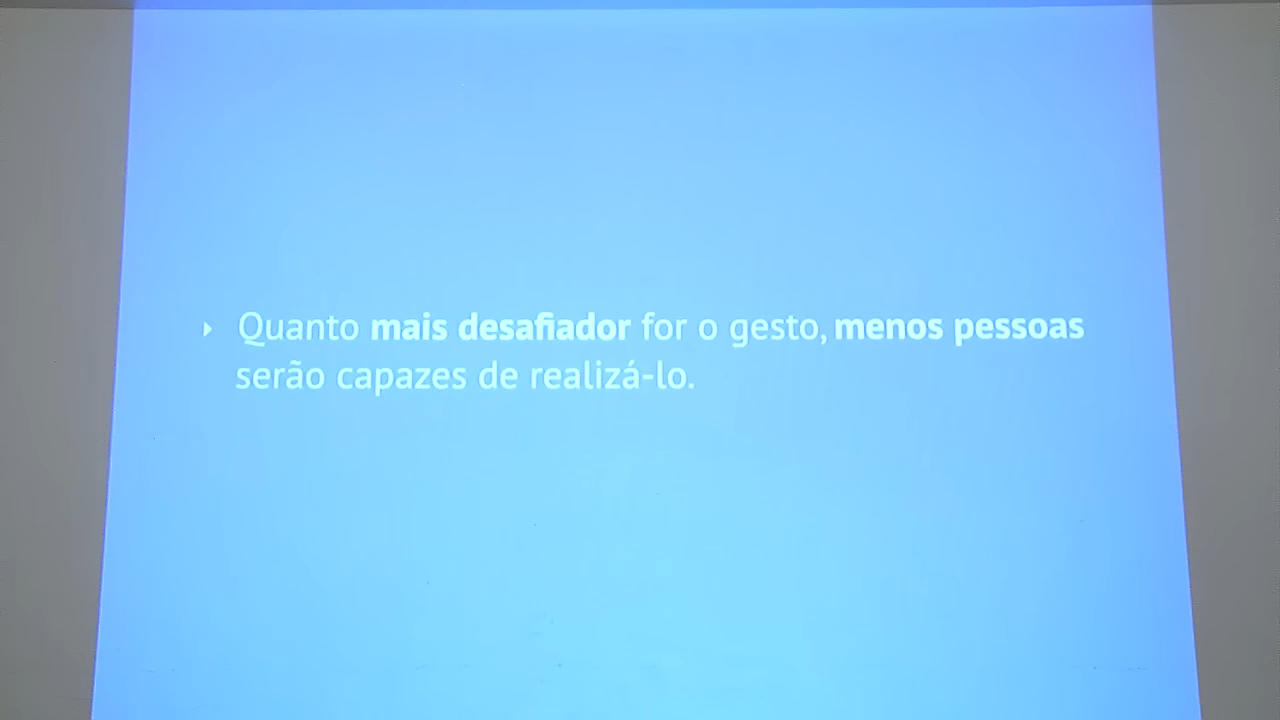 Quanto mais desafiador for o gesto, menos pessoas
serão capazes de realizá-lo.